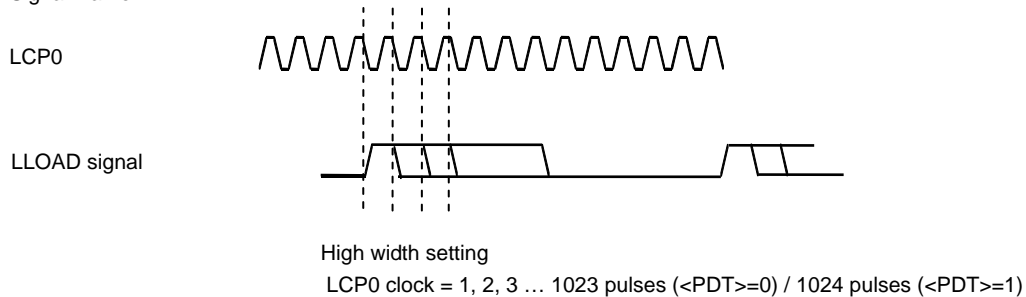 LCP0
LLOAD signal
High width setting
LCP0 clock = 1, 2, 3 … 1023 pulses (<PDT>=0) / 1024 pulses (<PDT>=1)